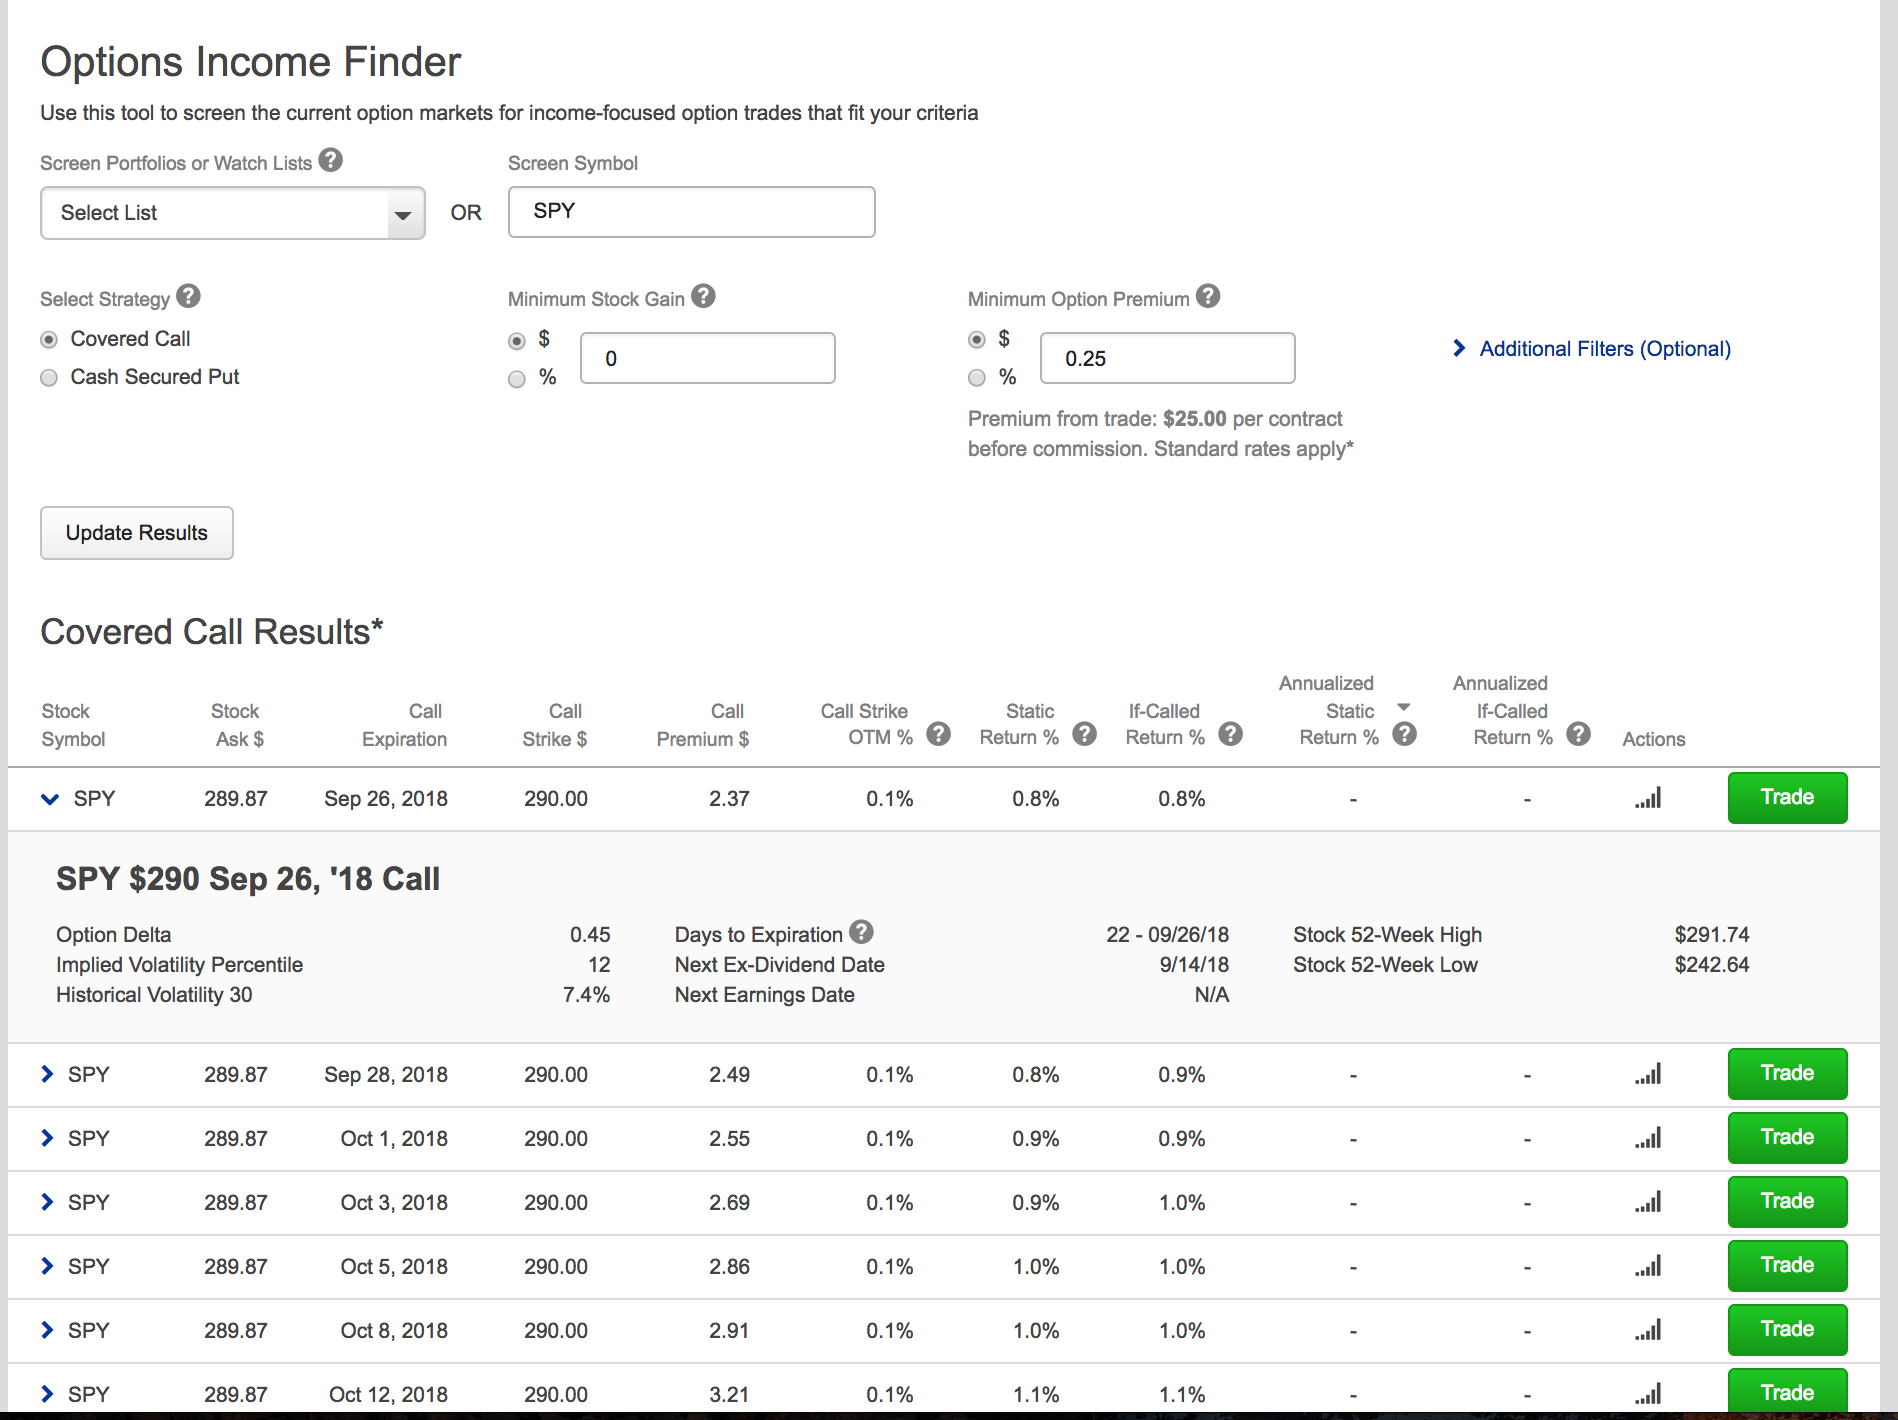 Options Income Finder
Use this tool to screen the current option markets for income-focused option trades that fit your criteria
Screen Portfolios or Watch Lists ? Screen Symbol
Select List OR SPY
Select Strategy ? Minimum Stock Gain ? Minimum Option Premium ?
Covered Call $ 0 $ 0.25 Additional Filters (Optional)
Cash Secured Put % %
Premium from trade: $25.00 per contract
before commission. Standard rates apply*
Update Results
Covered Call Results*
Stock Symbol Stock Ask $ Call Expiration Call Strike $ Call Premium $ Call Strike OTM % ? Static Return % ? If-Called Return % ? Annualized Static Return % ? Annualized If-Called Return % ? Actions
SPY 289.87 Sep 26, 2018 290.00 2.37 0.1% 0.8% 0.8% - - Trade
SPY $290 Sep 26, '18 Call
Option Delta 0.45 Days to Expiration ? 22 - 09/26/18 Stock 52-Week High $291.74
Implied Volatility Percentile 12 Next Ex-Dividend Date 9/14/18 Stock 52-Week Low $242.64
Historical Volatility 30 7.4% Next Earnings Date N/A
SPY 289.87 Sep 28, 2018 290.00 2.49 0.1% 0.8% 0.9% - - Trade
SPY 289.87 Oct 1, 2018 290.00 2.55 0.1% 0.9% 0.9% - - Trade
SPY 289.87 Oct 3, 2018 290.00 2.69 0.1% 0.9% 1.0% - - Trade
SPY 289.87 Oct 5, 2018 290.00 2.86 0.1% 1.0% 1.0% - - Trade
SPY 289.87 Oct 8, 2018 290.00 2.91 0.1% 1.0% 1.0% - - Trade
SPY 289.87 Oct 12, 2018 290.00 3.21 0.1% 1.1% 1.1% - - Trade